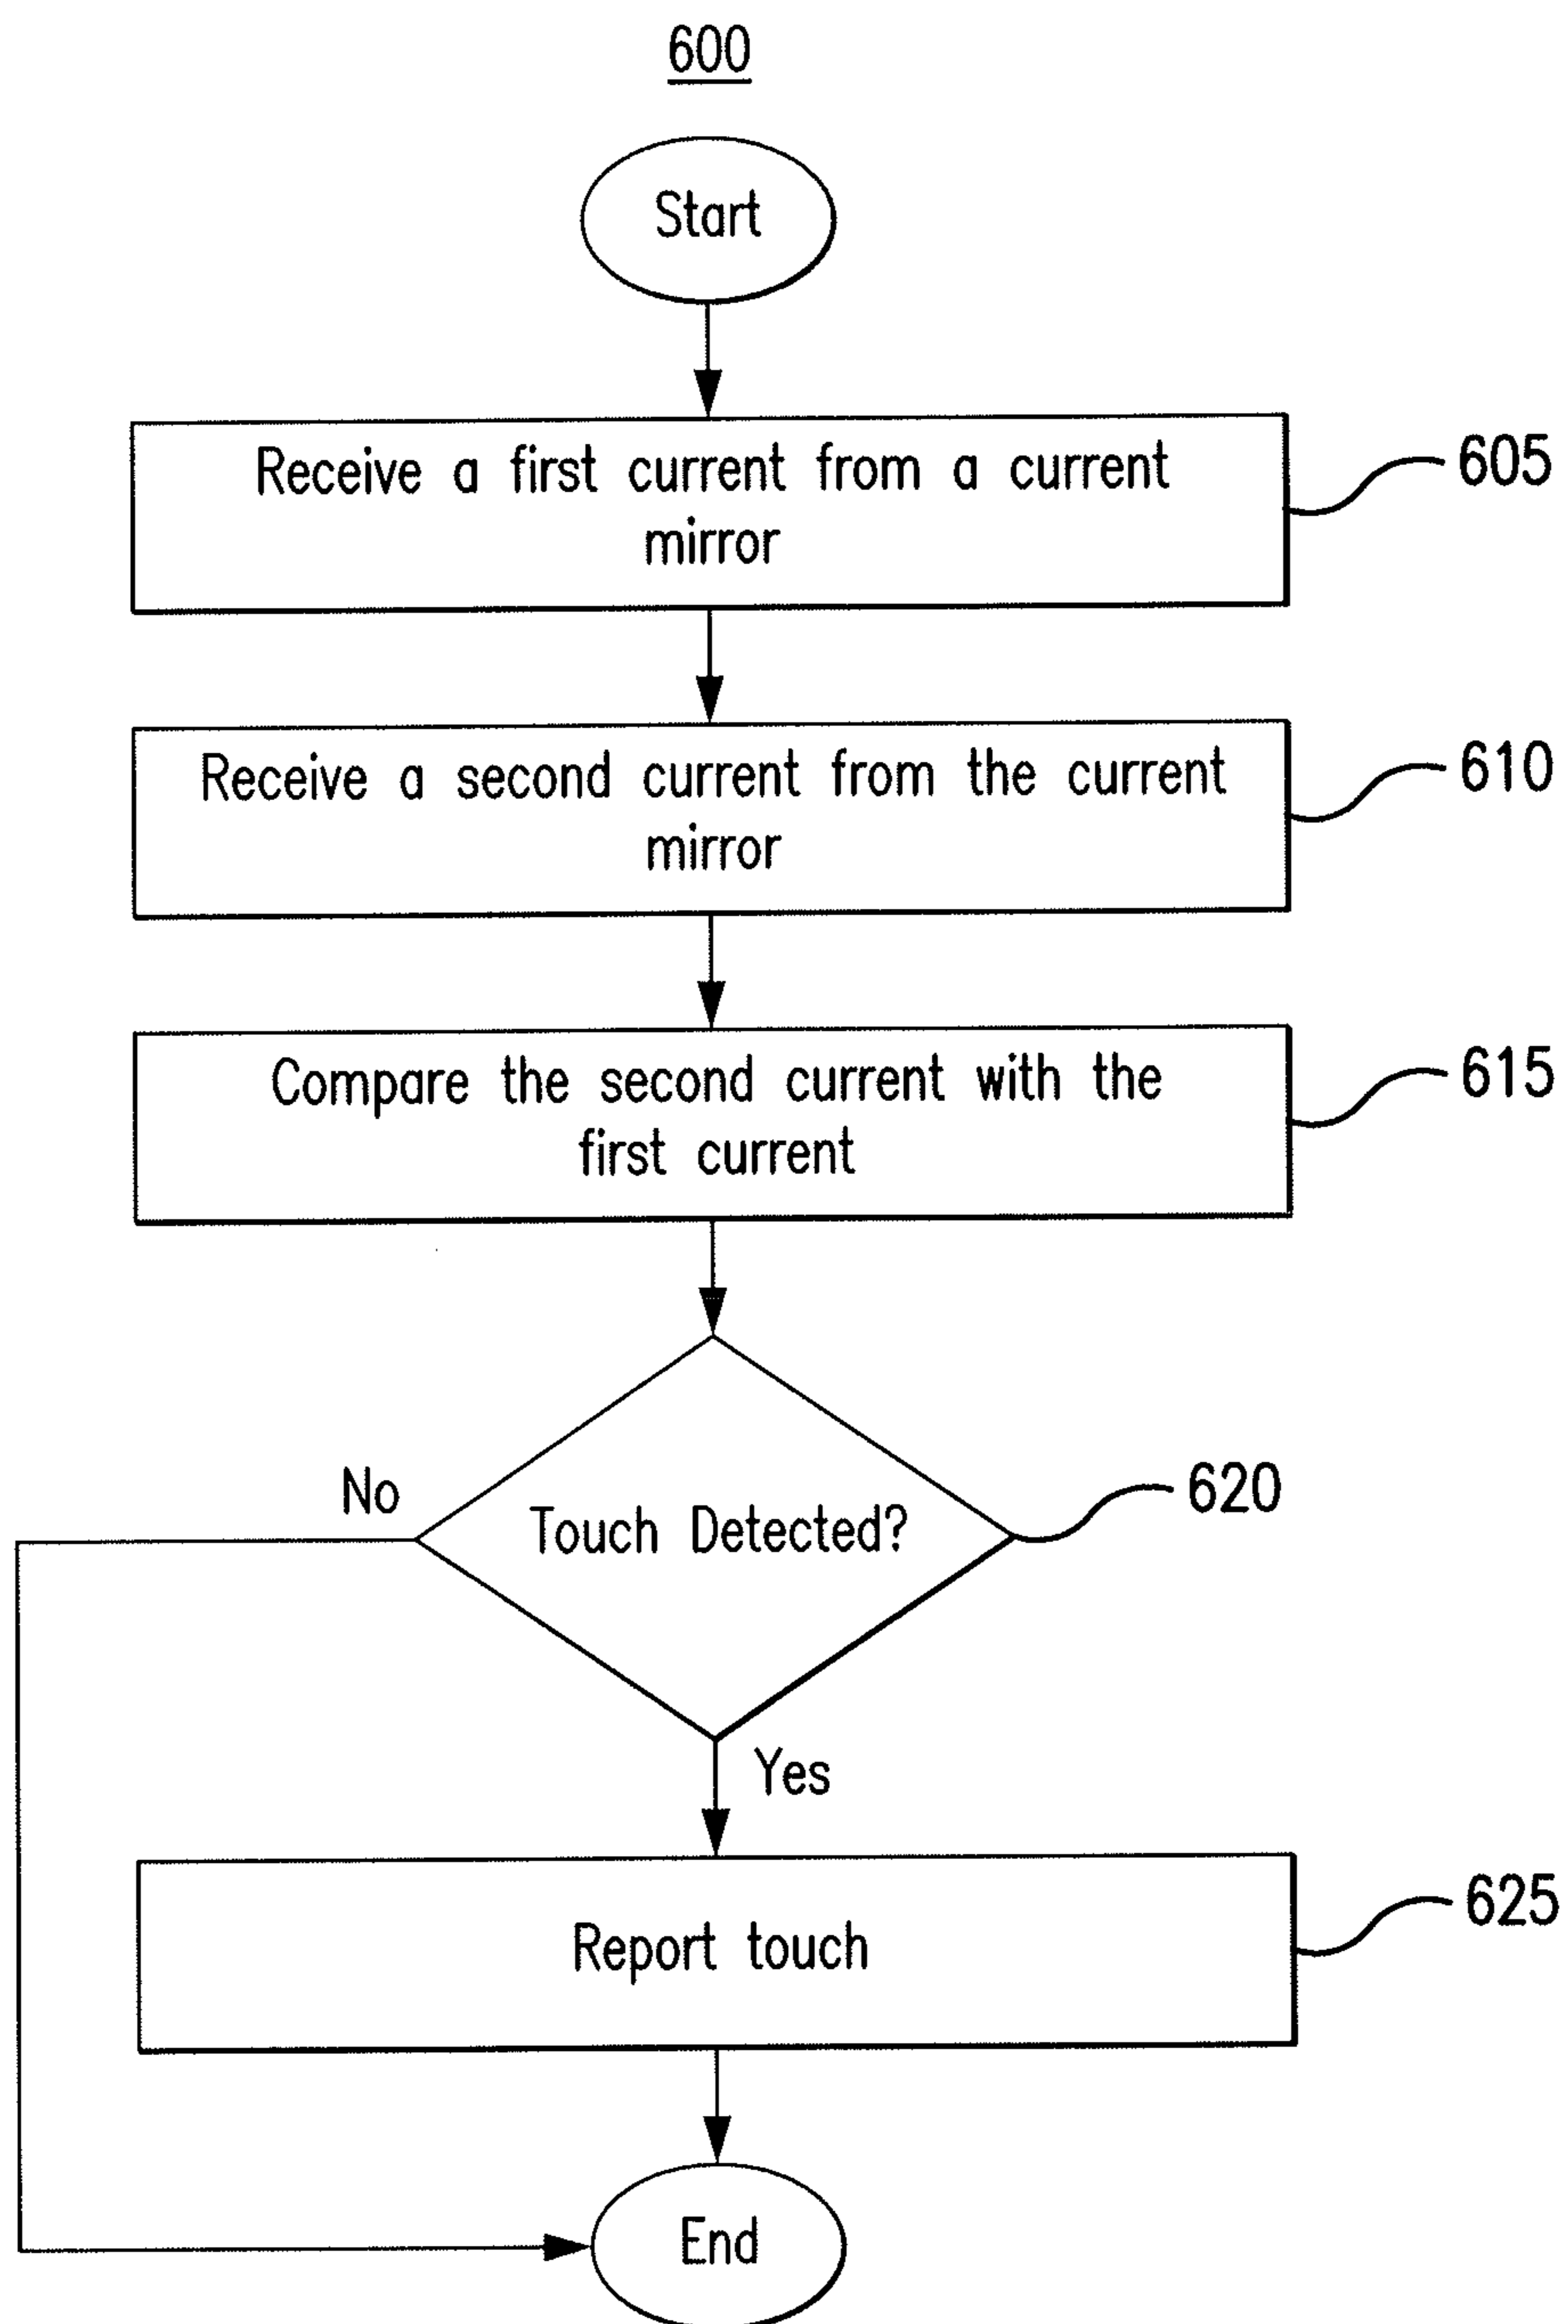 600
Start
Receive a first current from a current
mirror
605
Receive a second current from the current
mirror
610
Compare the second current with the
first current
615
No
Touch Detected?
620
Yes
Report touch
625
End